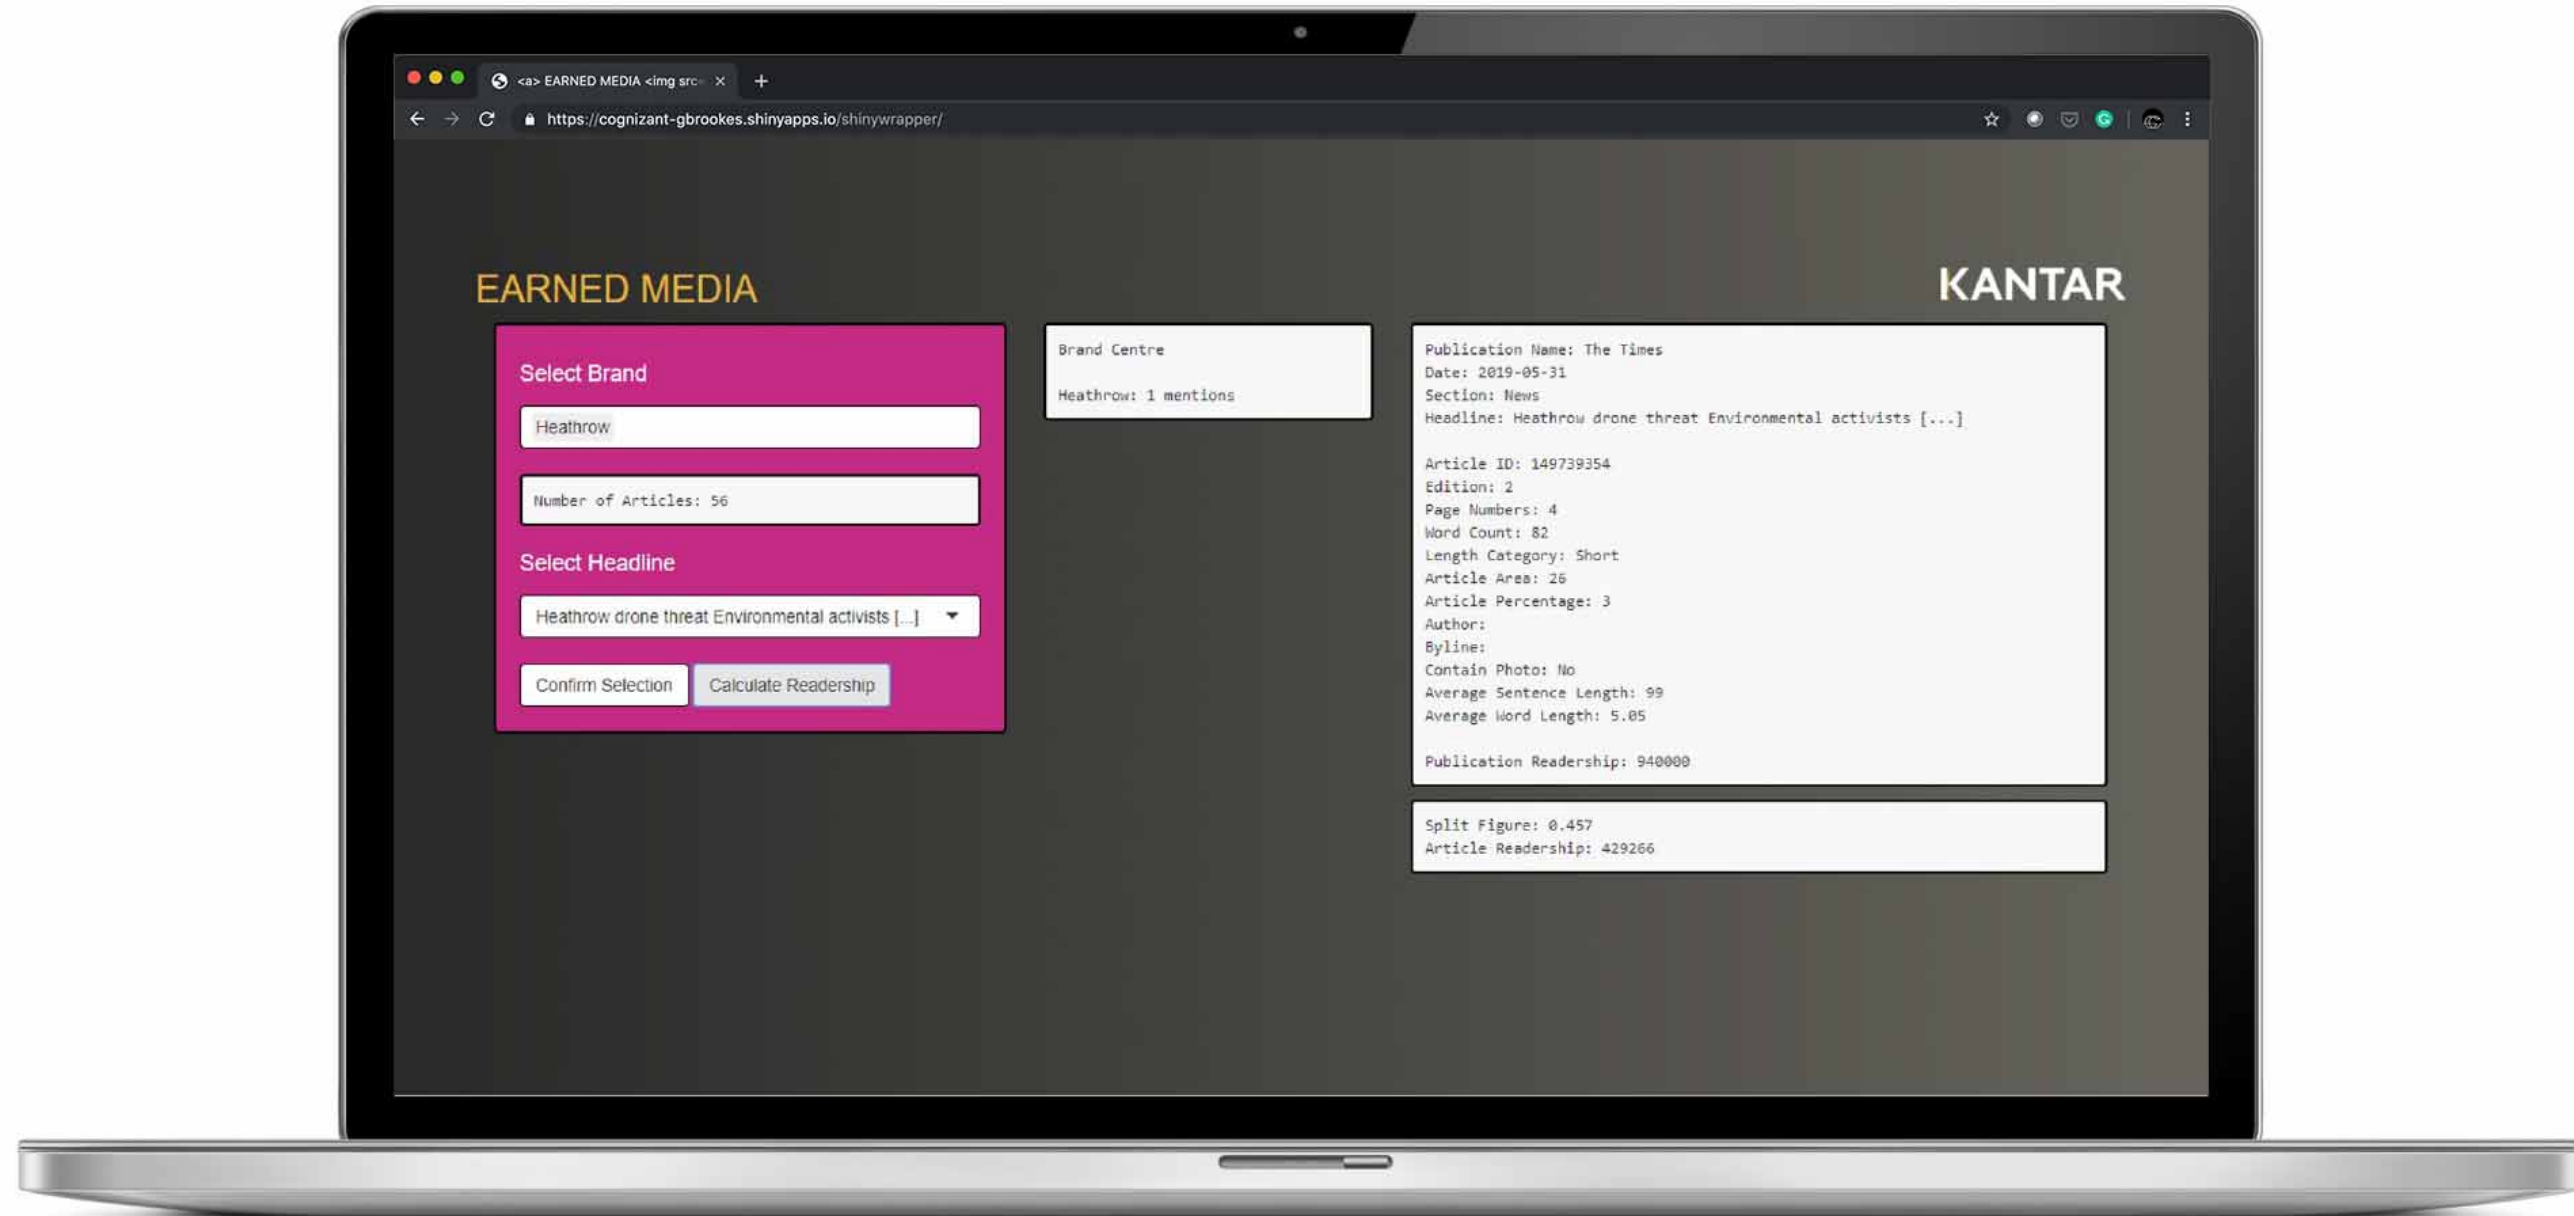 <a> EARNED MEDIA <img src=
https://cognizant-gbrookes.shinyapps.io/shinywrapper/
EARNED MEDIA
KANTAR
Select Brand
Heathrow
Number of Articles: 56
Select Headline
Heathrow drone threat Environmental activists [...]
Confirm Selection
Calculate Readership
Brand Centre
Heathrow: 1 mentions
Publication Name: The Times
Date: 2019-05-31
Section: News
Headline: Heathrow drone threat Environmental activists [...]
Article ID: 149739354
Edition: 2
Page Numbers: 4
Word Count: 82
Length Category: Short
Article Area: 26
Article Percentage: 3
Author:
Byline:
Contain Photo: No
Average Sentence Length: 99
Average Word Length: 5.05
Publication Readership: 940000
Split Figure: 0.457
Article Readership: 429266